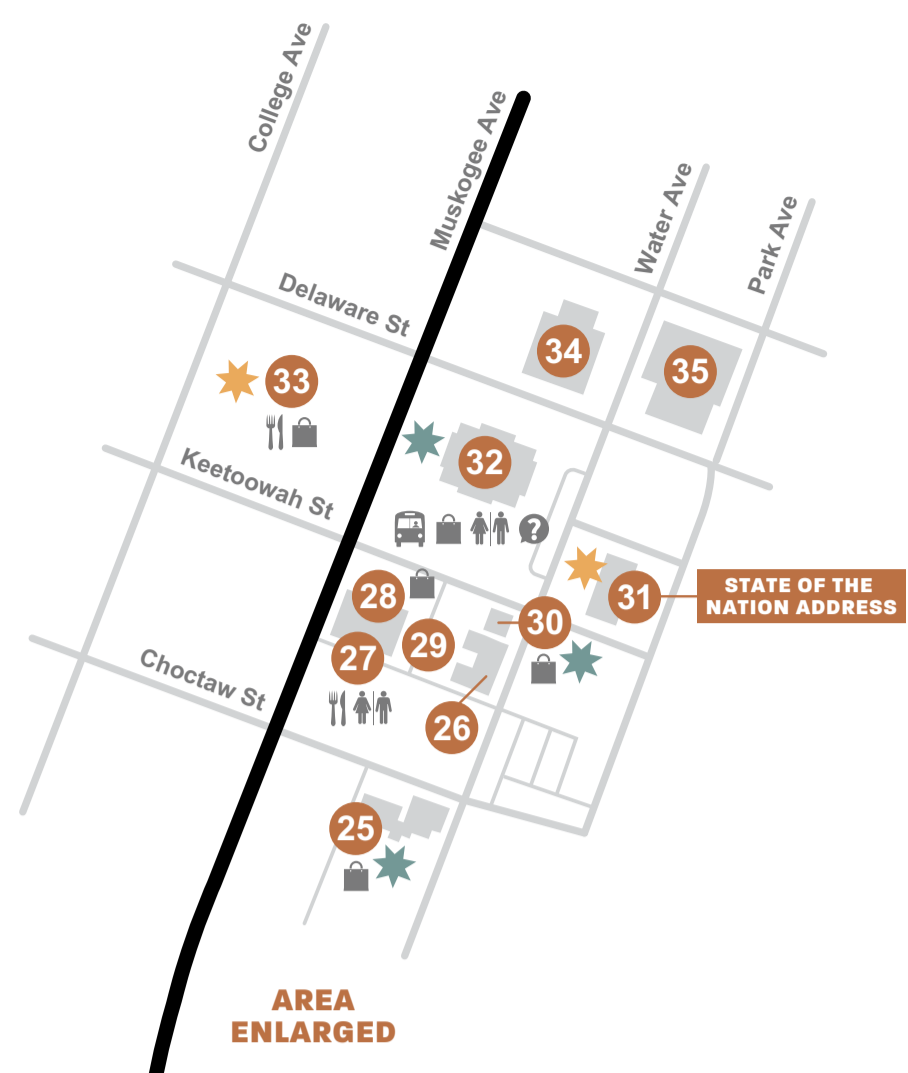 College Ave
Muskogee Ave
Water Ave
Park Ave
Delaware St
34
35
33
32
Keetoowah St
?
28
31
STATE OF THE
NATION ADDRESS
30
29
27
Choctaw St
26
25
AREA
ENLARGED